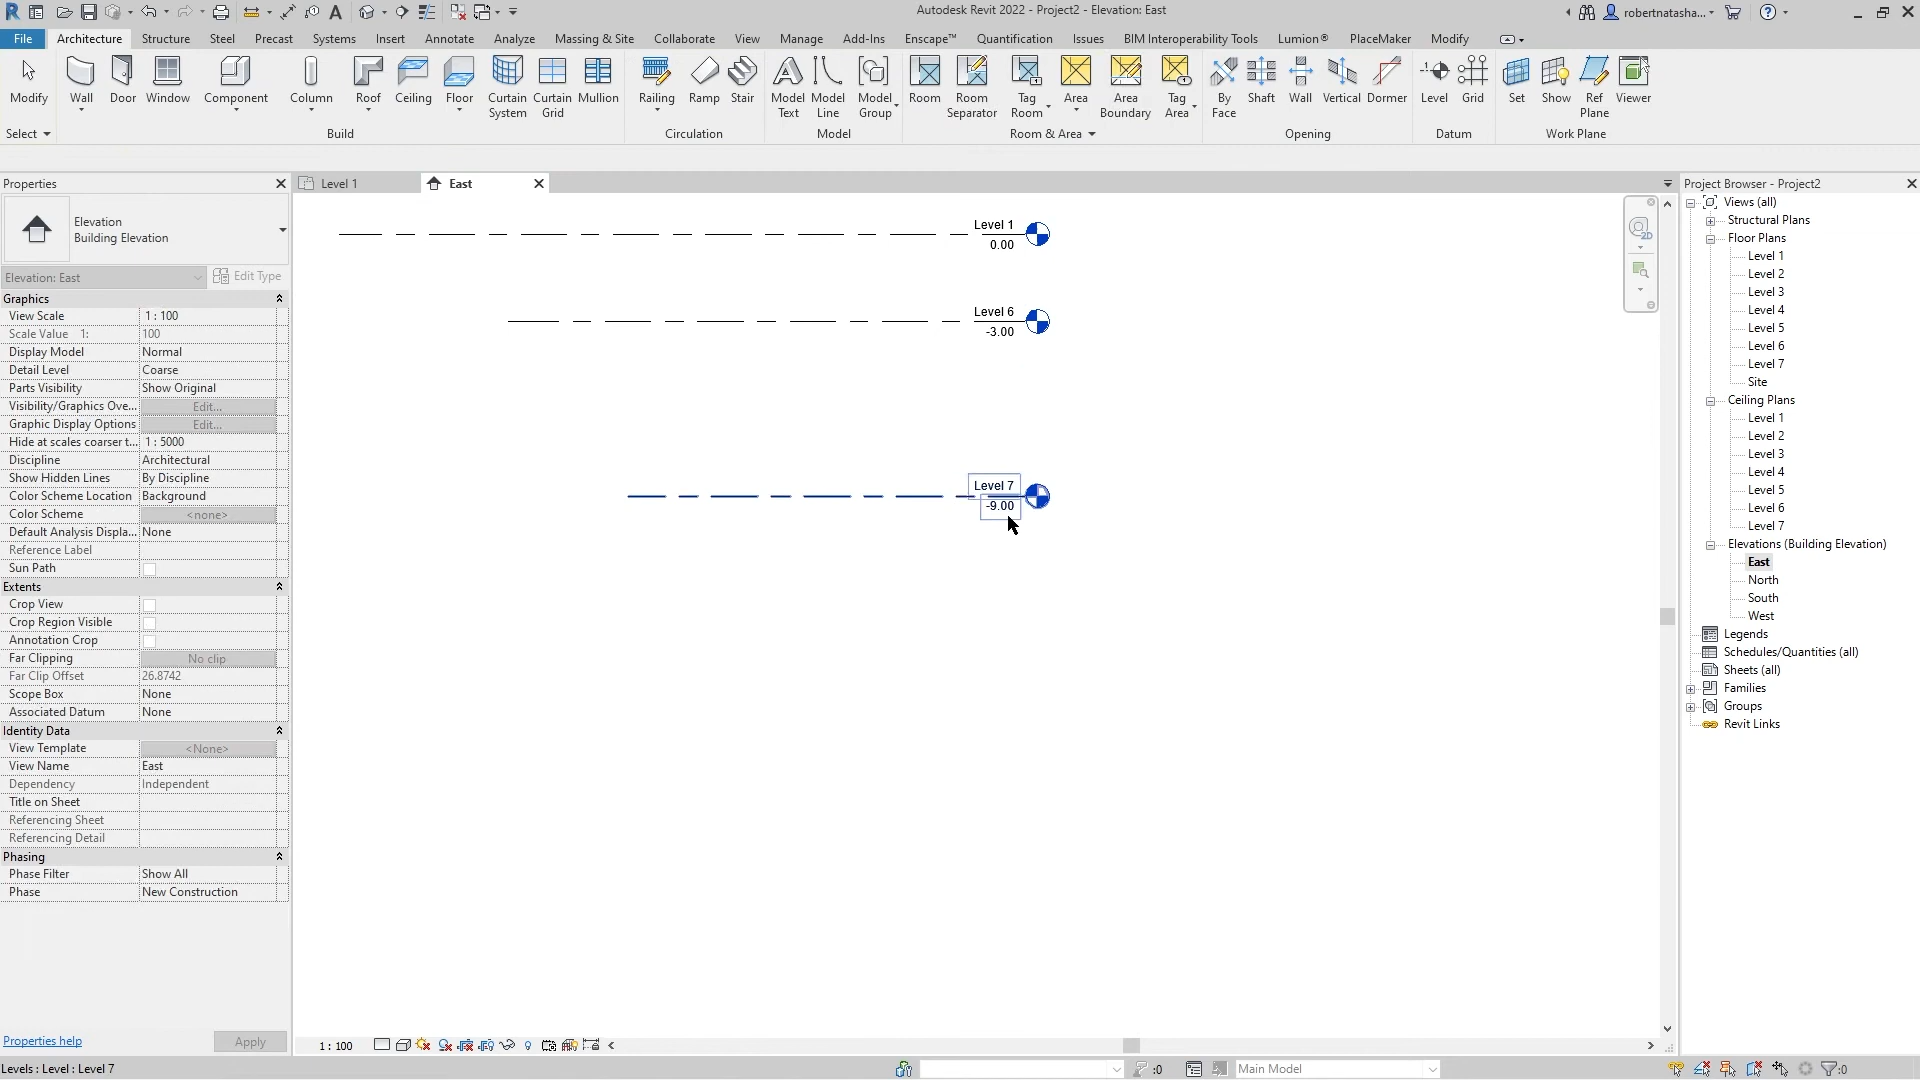 Autodesk Revit 2022 - Project2 - Elevation: East
robertnatasha...
File Architecture Structure Steel Precast Systems Insert Annotate Analyze Massing & Site Collaborate View Manage Add-Ins Enscape™ Quantification Issues BIM Interoperability Tools Lumion® PlaceMaker Modify
Modify Wall Door Window Component Column Roof Ceiling Floor Curtain System Curtain Grid Mullion Railing Ramp Stair Model Text Model Line Model Group Room Room Separator Tag Room Area Area Boundary Tag Area By Face Shaft Wall Vertical Dormer Level Grid Set Show Ref Plane Viewer
Select Build Circulation Model Room & Area Opening Datum Work Plane
Properties
Elevation
Building Elevation
Elevation: East Edit Type
Graphics
View Scale 1 : 100
Scale Value 1: 100
Display Model Normal
Detail Level Coarse
Parts Visibility Show Original
Visibility/Graphics Ove... Edit...
Graphic Display Options Edit...
Hide at scales coarser t... 1 : 5000
Discipline Architectural
Show Hidden Lines By Discipline
Color Scheme Location Background
Color Scheme <none>
Default Analysis Displa... None
Reference Label
Sun Path
Extents
Crop View
Crop Region Visible
Annotation Crop
Far Clipping No clip
Far Clip Offset 26.8742
Scope Box None
Associated Datum None
Identity Data
View Template <None>
View Name East
Dependency Independent
Title on Sheet
Referencing Sheet
Referencing Detail
Phasing
Phase Filter Show All
Phase New Construction
Properties help Apply
Level 1 East
Level 1
0.00
Level 6
-3.00
Level 7
-9.00
1 : 100
Project Browser - Project2
Views (all)
Structural Plans
Floor Plans
Level 1
Level 2
Level 3
Level 4
Level 5
Level 6
Level 7
Site
Ceiling Plans
Level 1
Level 2
Level 3
Level 4
Level 5
Level 6
Level 7
Elevations (Building Elevation)
East
North
South
West
Legends
Schedules/Quantities (all)
Sheets (all)
Families
Groups
Revit Links
Levels : Level : Level 7 :0 Main Model :0